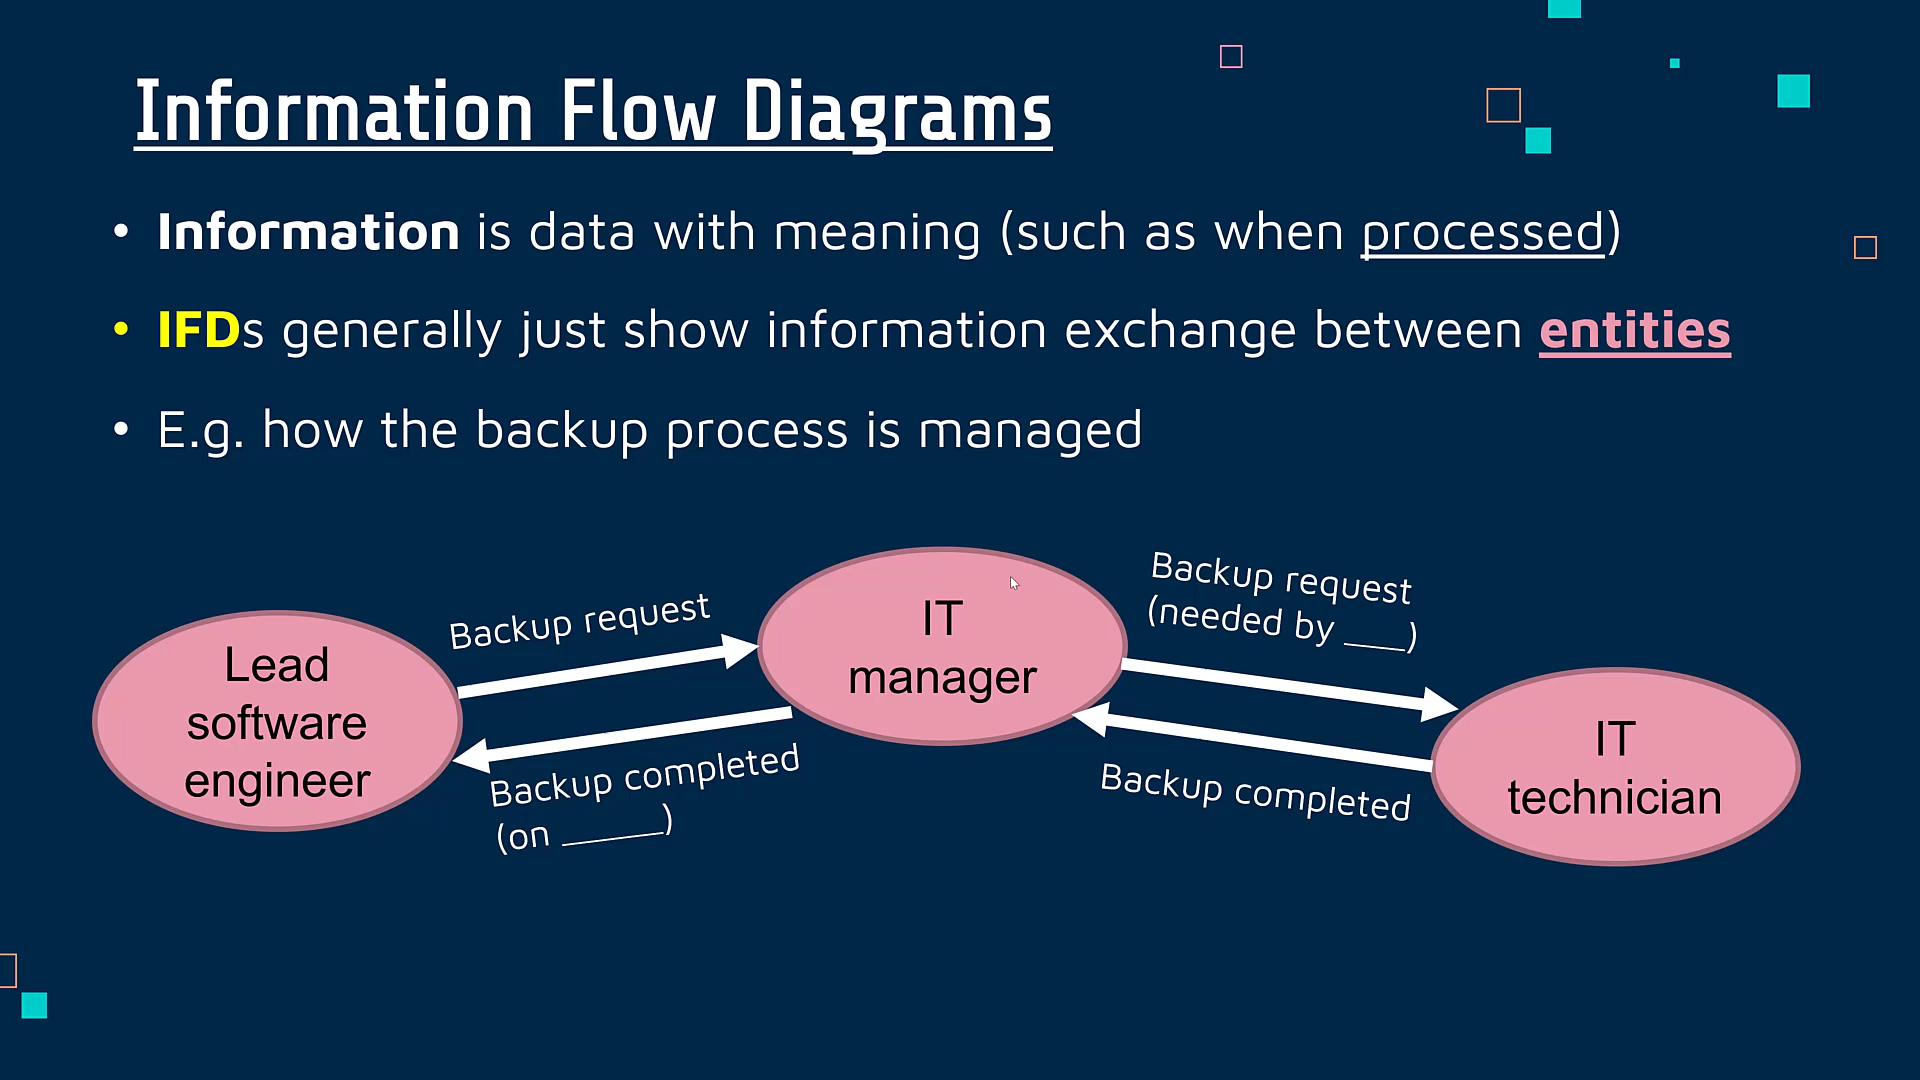 Information Flow Diagrams
• Information is data with meaning (such as when processed)
• IFDs generally just show information exchange between entities
• E.g. how the backup process is managed
Lead
software
engineer
Backup request
Backup completed
(on ______)
IT
manager
Backup request
(needed by ____)
Backup completed
IT
technician